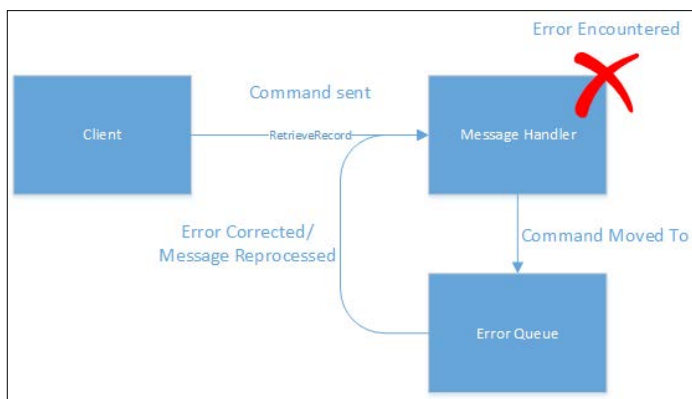 Error Encountered
Command sent
Client
RetrieveRecord
Message Handler
Error Corrected/
Message Reprocessed
Command Moved To
Error Queue